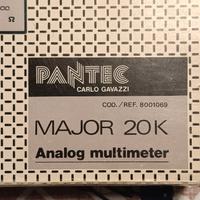 Ω
PANTEC
CARLO GAVAZZI
COD./REF. 8001069
MAJOR 20K
Analog multimeter